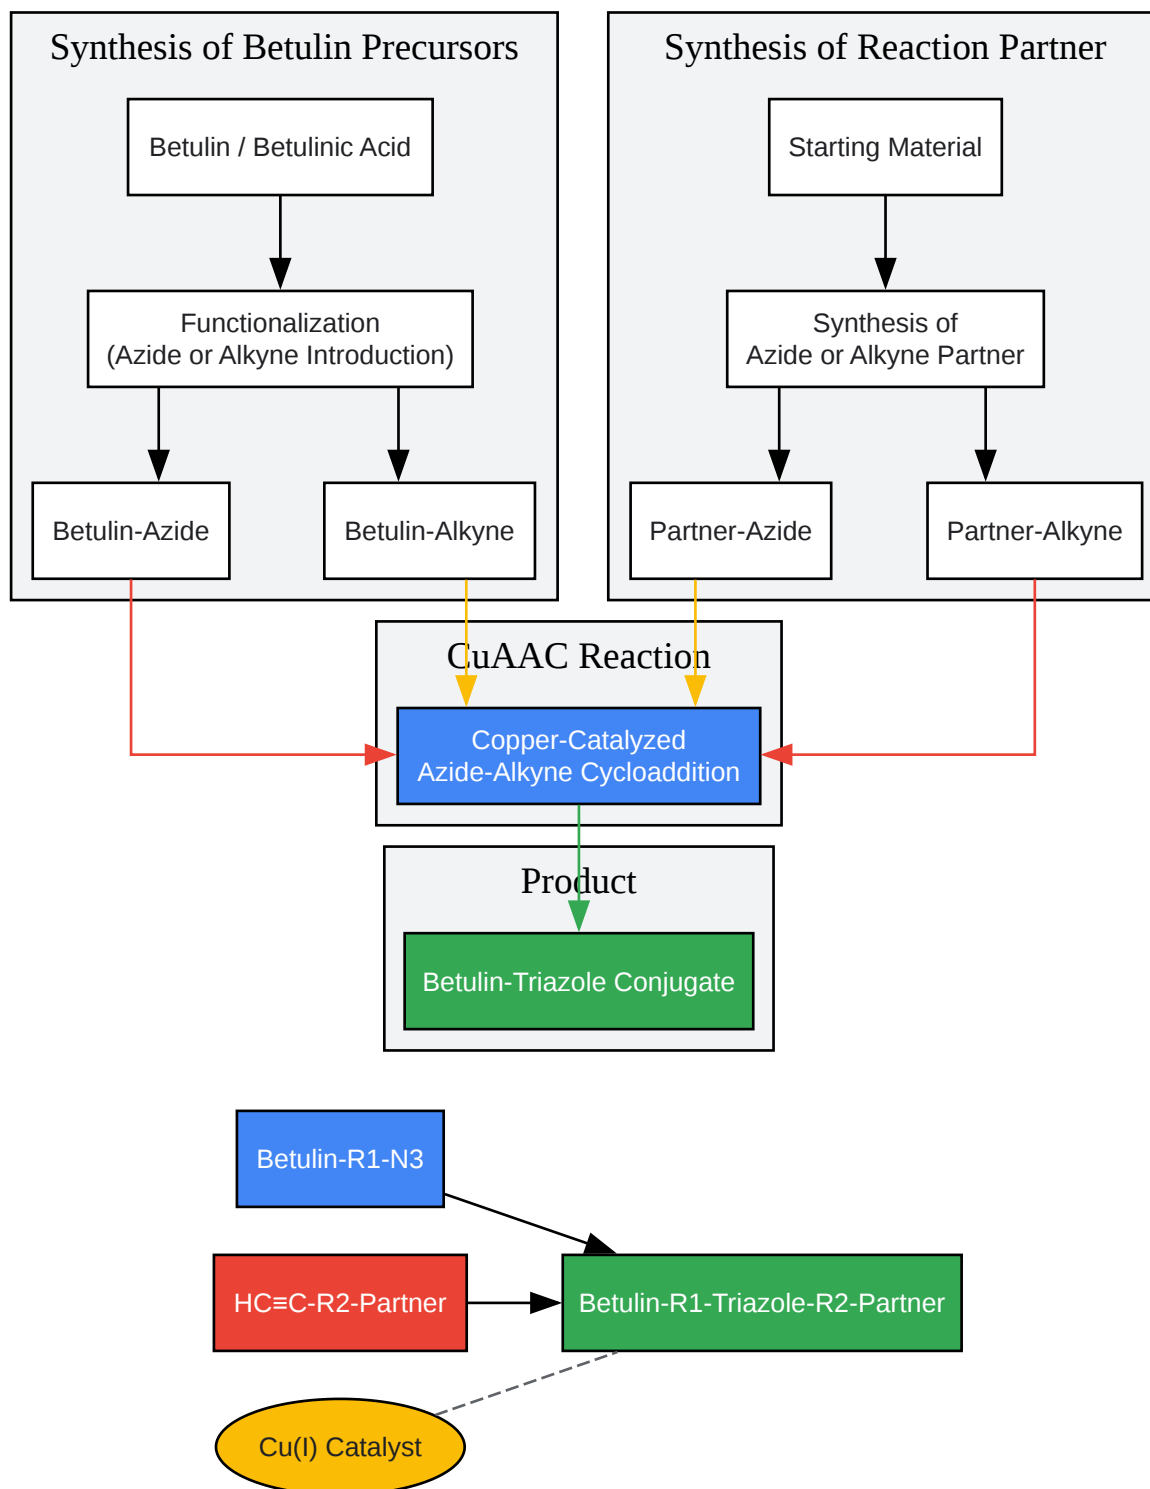 Synthesis of Betulin Precursors
Synthesis of Reaction Partner
Betulin / Betulinic Acid
Starting Material
Functionalization
(Azide or Alkyne Introduction)
Synthesis of
Azide or Alkyne Partner
Betulin-Azide
Betulin-Alkyne
Partner-Azide
Partner-Alkyne
CuAAC Reaction
Copper-Catalyzed
Azide-Alkyne Cycloaddition
Product
Betulin-Triazole Conjugate
Betulin-R1-N3
HC≡C-R2-Partner
Betulin-R1-Triazole-R2-Partner
Cu(I) Catalyst